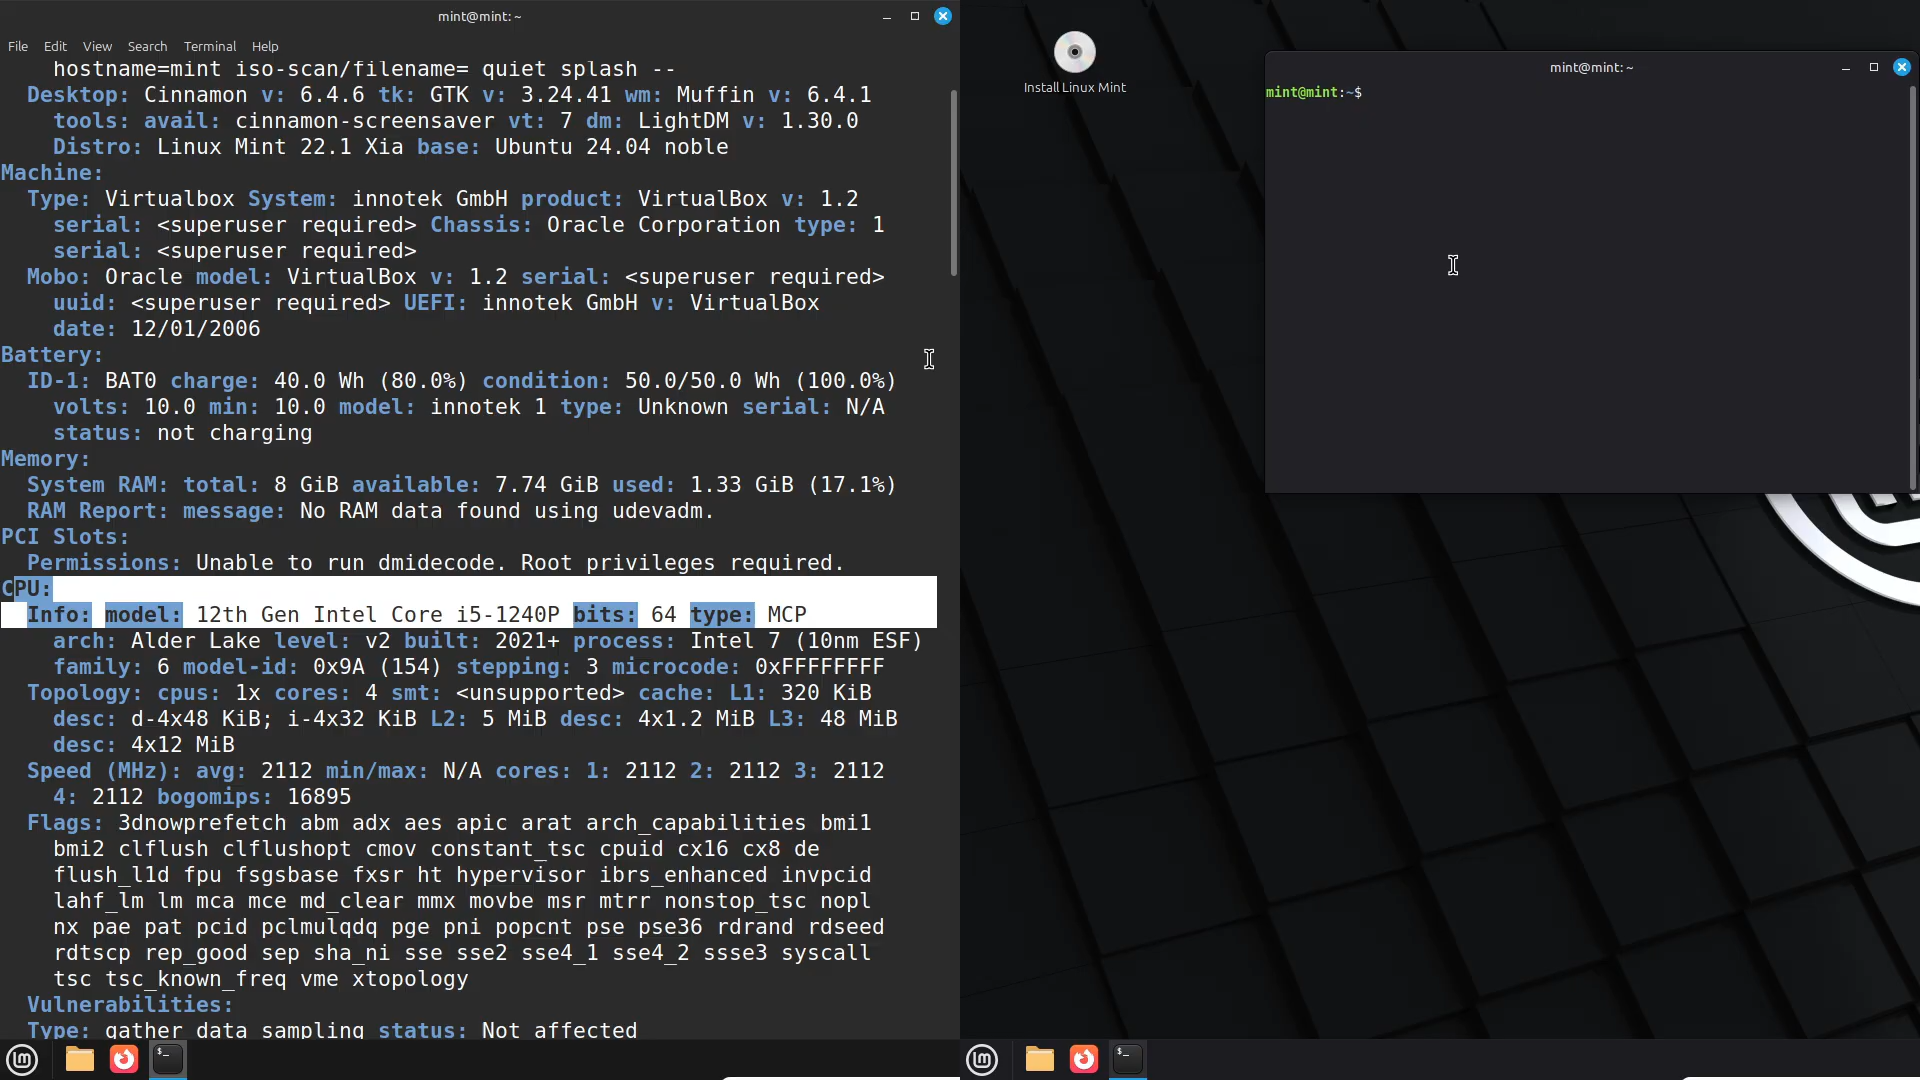 mint@mint: ~
File Edit View Search Terminal Help
hostname=mint iso-scan/filename= quiet splash --
Desktop: Cinnamon v: 6.4.6 tk: GTK v: 3.24.41 wm: Muffin v: 6.4.1
tools: avail: cinnamon-screensaver vt: 7 dm: LightDM v: 1.30.0
Distro: Linux Mint 22.1 Xia base: Ubuntu 24.04 noble
Machine:
Type: Virtualbox System: innotek GmbH product: VirtualBox v: 1.2
serial: <superuser required> Chassis: Oracle Corporation type: 1
serial: <superuser required>
Mobo: Oracle model: VirtualBox v: 1.2 serial: <superuser required>
uuid: <superuser required> UEFI: innotek GmbH v: VirtualBox
date: 12/01/2006
Battery:
ID-1: BAT0 charge: 40.0 Wh (80.0%) condition: 50.0/50.0 Wh (100.0%)
volts: 10.0 min: 10.0 model: innotek 1 type: Unknown serial: N/A
status: not charging
Memory:
System RAM: total: 8 GiB available: 7.74 GiB used: 1.33 GiB (17.1%)
RAM Report: message: No RAM data found using udevadm.
PCI Slots:
Permissions: Unable to run dmidecode. Root privileges required.
CPU:
Info: model: 12th Gen Intel Core i5-1240P bits: 64 type: MCP
arch: Alder Lake level: v2 built: 2021+ process: Intel 7 (10nm ESF)
family: 6 model-id: 0x9A (154) stepping: 3 microcode: 0xFFFFFFFF
Topology: cpus: 1x cores: 4 smt: <unsupported> cache: L1: 320 KiB
desc: d-4x48 KiB; i-4x32 KiB L2: 5 MiB desc: 4x1.2 MiB L3: 48 MiB
desc: 4x12 MiB
Speed (MHz): avg: 2112 min/max: N/A cores: 1: 2112 2: 2112 3: 2112
4: 2112 bogomips: 16895
Flags: 3dnowprefetch abm adx aes apic arat arch_capabilities bmi1
bmi2 clflush clflushopt cmov constant_tsc cpuid cx16 cx8 de
flush_l1d fpu fsgsbase fxsr ht hypervisor ibrs_enhanced invpcid
lahf_lm lm mca mce md_clear mmx movbe msr mtrr nonstop_tsc nopl
nx pae pat pcid pclmulqdq pge pni popcnt pse pse36 rdrand rdseed
rdtscp rep_good sep sha_ni sse sse2 sse4_1 sse4_2 ssse3 syscall
tsc tsc_known_freq vme xtopology
Vulnerabilities:
Type: gather_data_sampling status: Not affected
Install Linux Mint
mint@mint: ~
mint@mint:~$